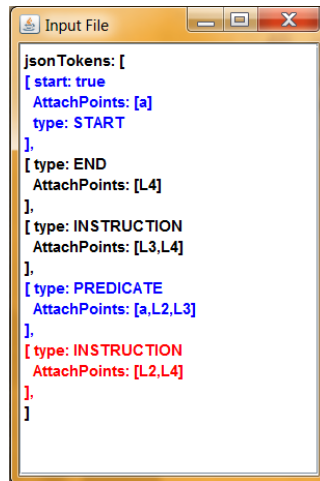 Input File
jsonTokens: [
[ start: true
AttachPoints: [a]
type: START
],
[ type: END
AttachPoints: [L4]
],
[ type: INSTRUCTION
AttachPoints: [L3,L4]
],
[ type: PREDICATE
AttachPoints: [a,L2,L3]
],
[ type: INSTRUCTION
AttachPoints: [L2,L4]
],
]